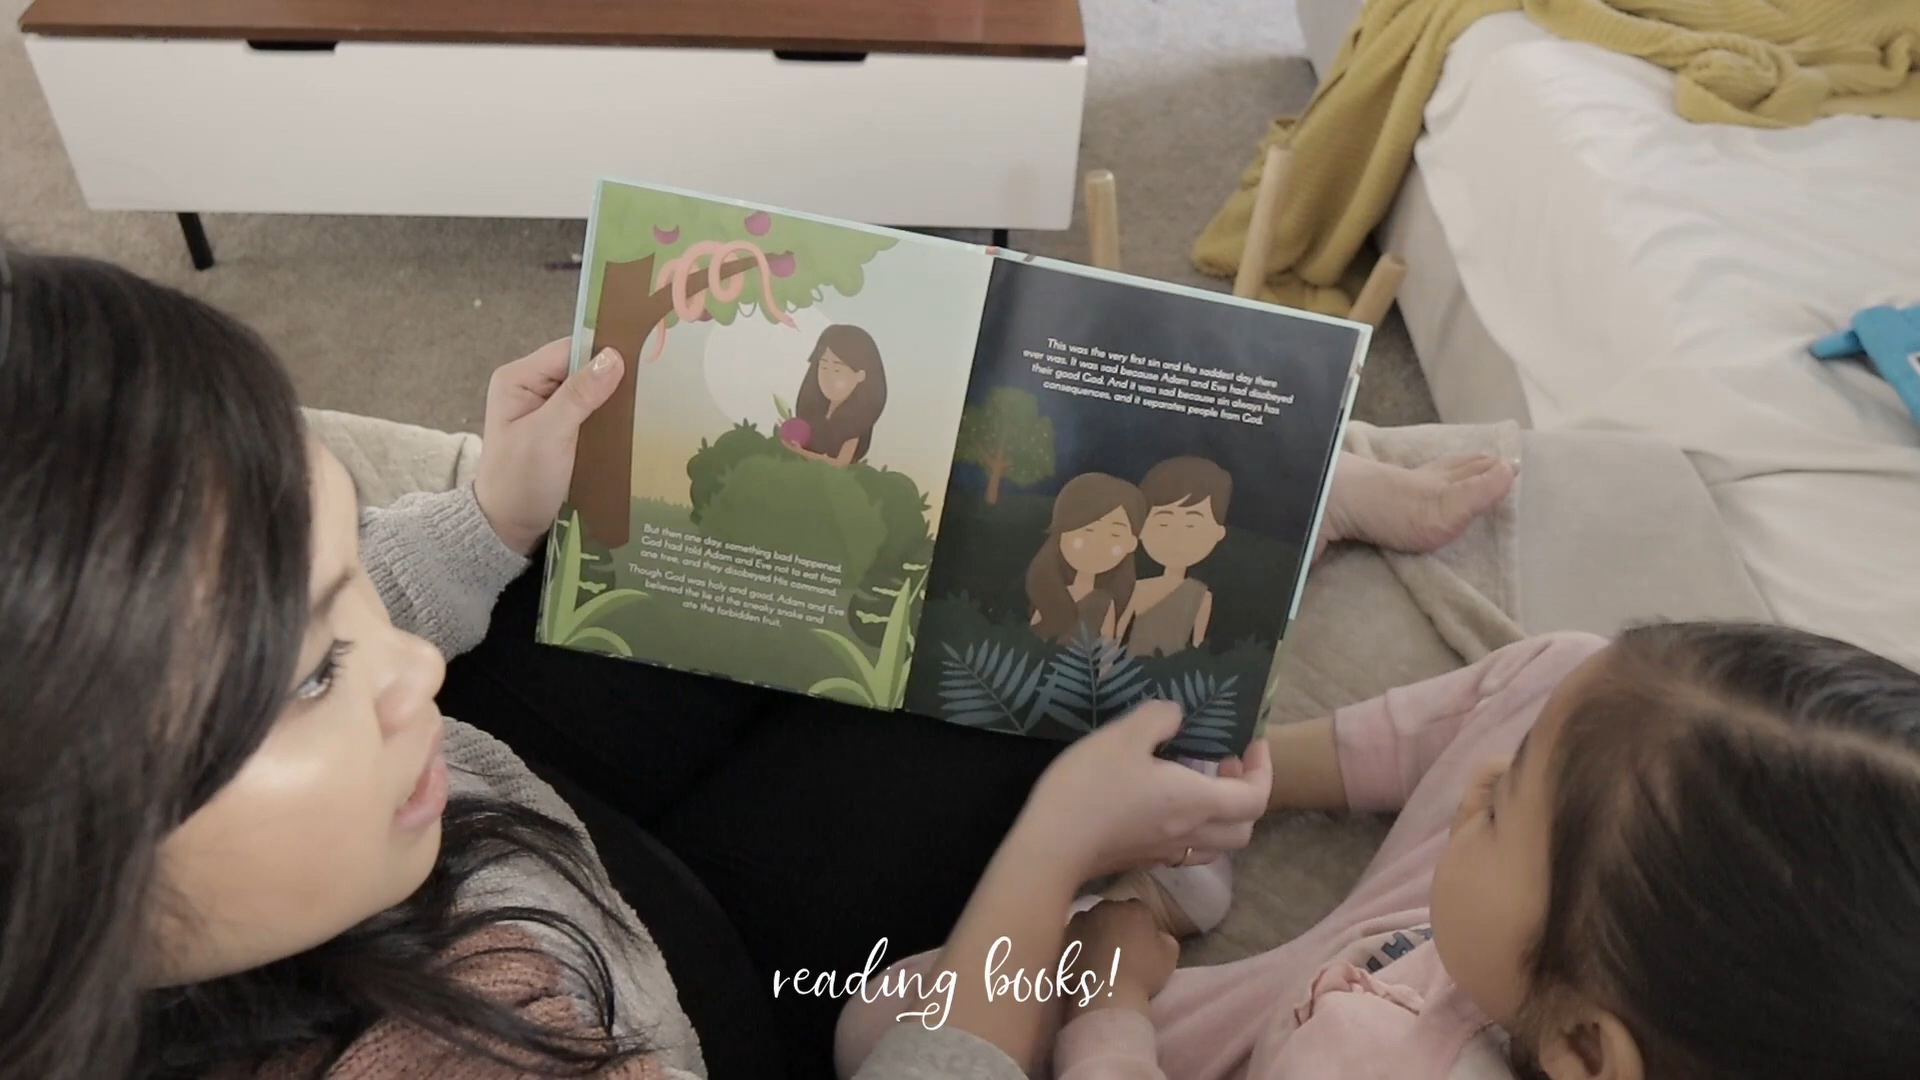 But then one day, something bad happened.
God had told Adam and Eve not to eat from
one tree, and they disobeyed His command.
Though God was holy and good, Adam and Eve
believed the lie of the sneaky snake and
ate the forbidden fruit.
This was the very first sin and the saddest day there
ever was. It was sad because Adam and Eve had disobeyed
their good God. And it was sad because sin always has
consequences, and it separates people from God.
reading books!